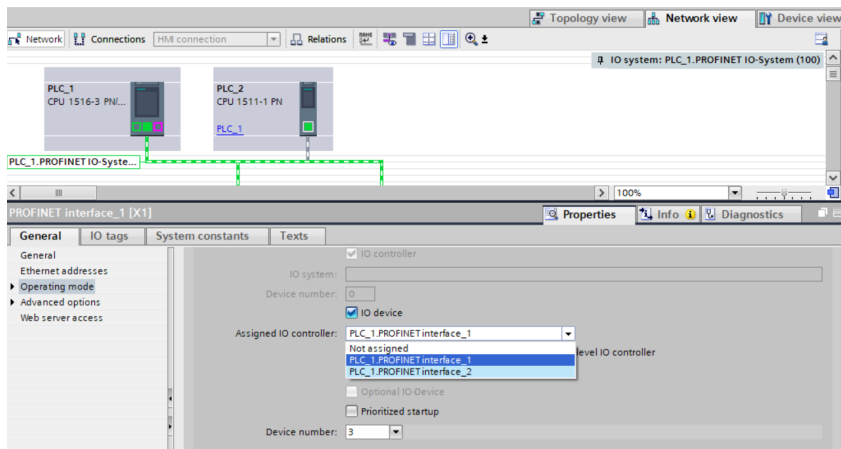 Topology view Network view Device view
Network Connections HMI connection Relations
IO system: PLC_1.PROFINET IO-System (100)
PLC_1
CPU 1516-3 PN/...
PLC_2
CPU 1511-1 PN
PLC_1
PLC_1.PROFINET IO-Syste...
100%
PROFINET interface_1 [X1]
Properties Info Diagnostics
General IO tags System constants Texts
General
Ethernet addresses
Operating mode
Advanced options
Web server access
IO controller
IO system:
Device number: 0
IO device
Assigned IO controller: PLC_1.PROFINET interface_1
Not assigned
PLC_1.PROFINET interface_1
PLC_1.PROFINET interface_2
level IO controller
Optional IO-Device
Prioritized startup
Device number: 3